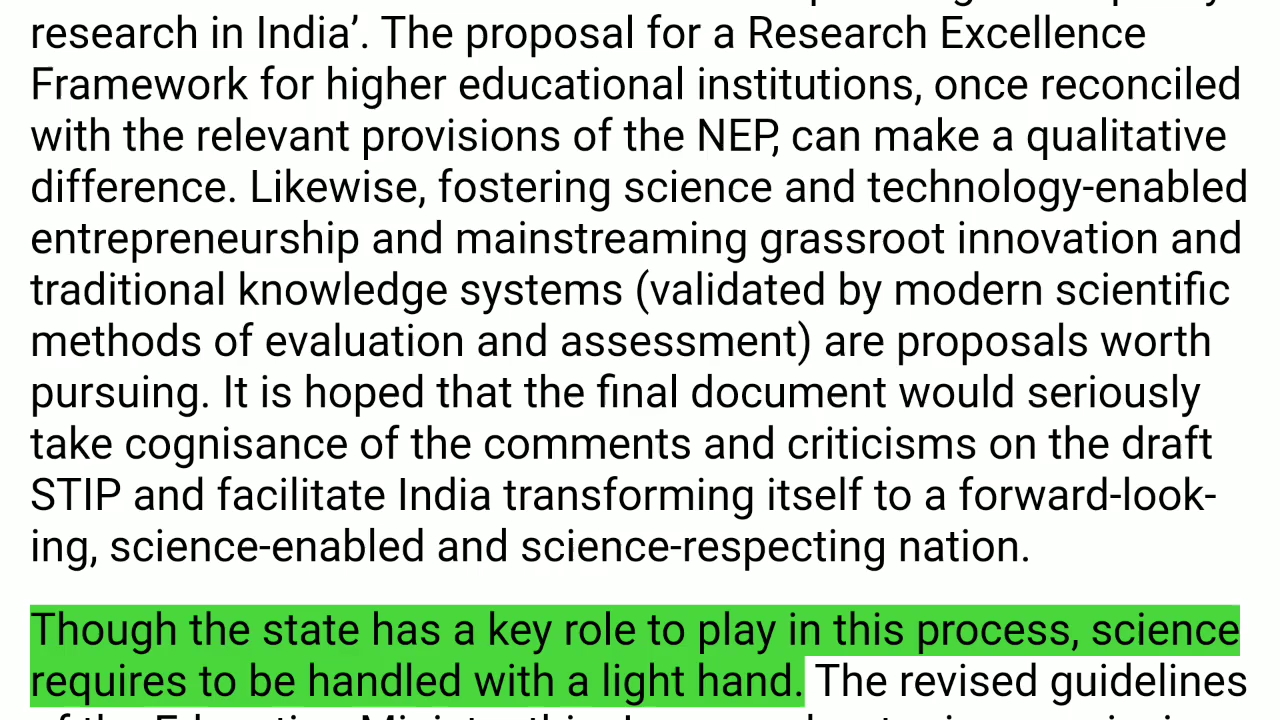 research in India’. The proposal for a Research Excellence
Framework for higher educational institutions, once reconciled
with the relevant provisions of the NEP, can make a qualitative
difference. Likewise, fostering science and technology-enabled
entrepreneurship and mainstreaming grassroot innovation and
traditional knowledge systems (validated by modern scientific
methods of evaluation and assessment) are proposals worth
pursuing. It is hoped that the final document would seriously
take cognisance of the comments and criticisms on the draft
STIP and facilitate India transforming itself to a forward-look-
ing, science-enabled and science-respecting nation.
Though the state has a key role to play in this process, science
requires to be handled with a light hand. The revised guidelines